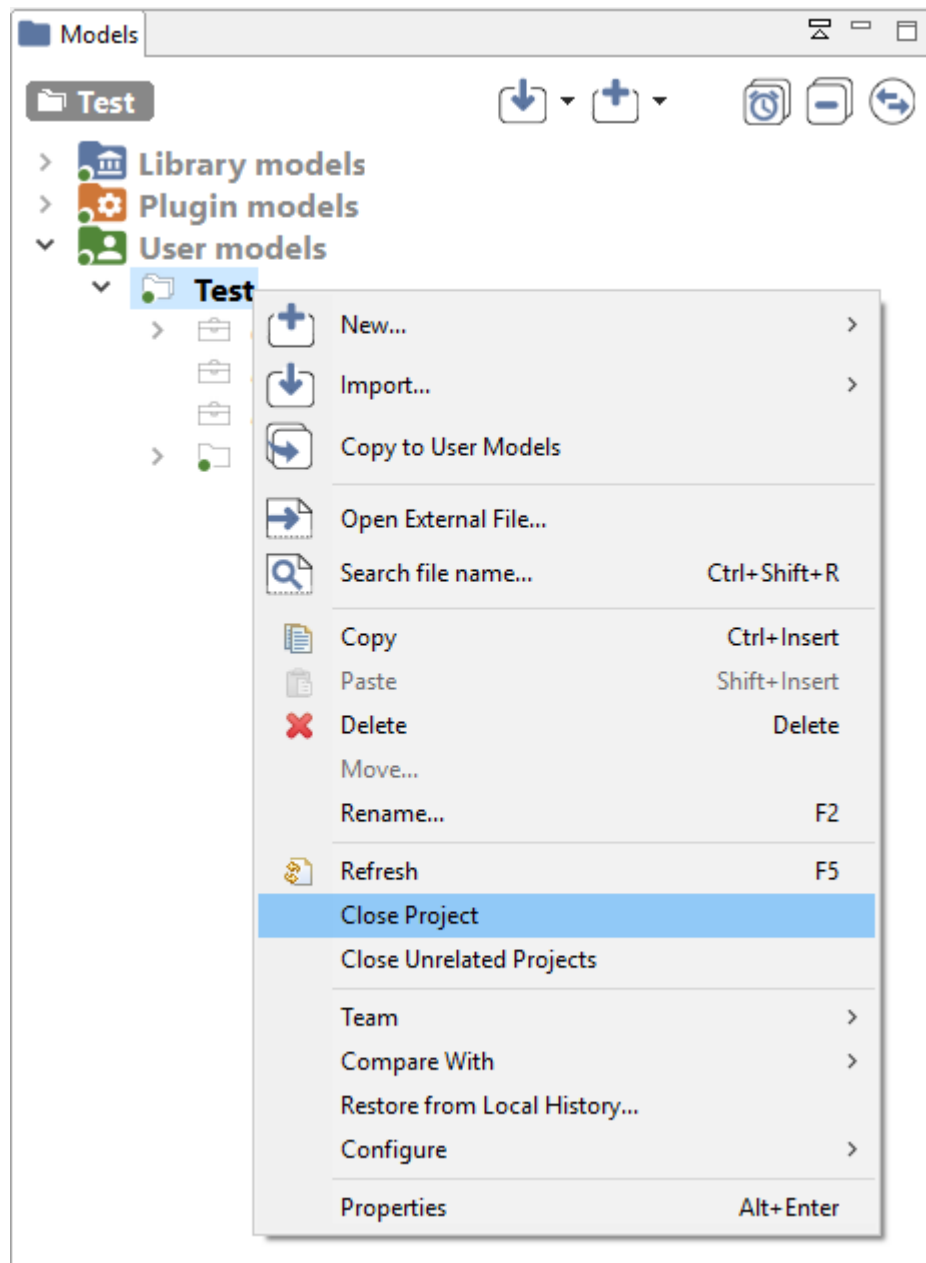 Models
Test
Library models
Plugin models
User models
Test
New...
Import...
Copy to User Models
Open External File...
Search file name... Ctrl+Shift+R
Copy Ctrl+Insert
Paste Shift+Insert
Delete Delete
Move...
Rename... F2
Refresh F5
Close Project
Close Unrelated Projects
Team
Compare With
Restore from Local History...
Configure
Properties Alt+Enter